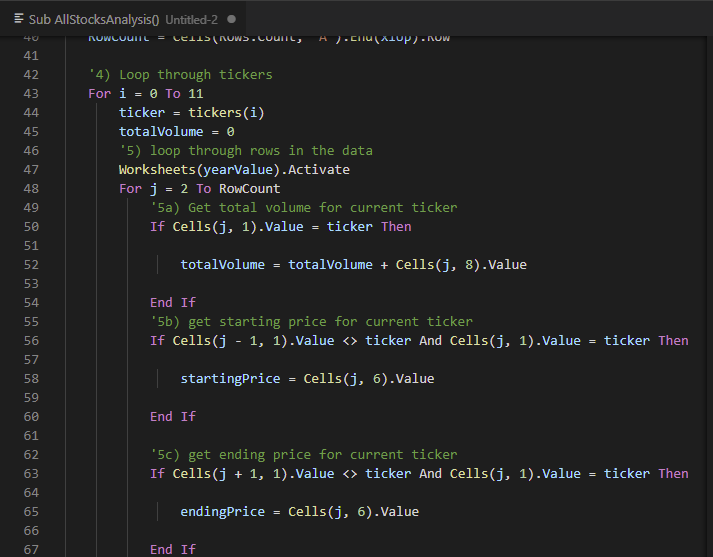 Sub AllStocksAnalysis() Untitled-2
40 RowCount = Cells(Rows.Count, "A").End(xlUp).Row
41
42 '4) Loop through tickers
43 For i = 0 To 11
44 ticker = tickers(i)
45 totalVolume = 0
46 '5) loop through rows in the data
47 Worksheets(yearValue).Activate
48 For j = 2 To RowCount
49 '5a) Get total volume for current ticker
50 If Cells(j, 1).Value = ticker Then
51
52 totalVolume = totalVolume + Cells(j, 8).Value
53
54 End If
55 '5b) get starting price for current ticker
56 If Cells(j - 1, 1).Value <> ticker And Cells(j, 1).Value = ticker Then
57
58 startingPrice = Cells(j, 6).Value
59
60 End If
61
62 '5c) get ending price for current ticker
63 If Cells(j + 1, 1).Value <> ticker And Cells(j, 1).Value = ticker Then
64
65 endingPrice = Cells(j, 6).Value
66
67 End If